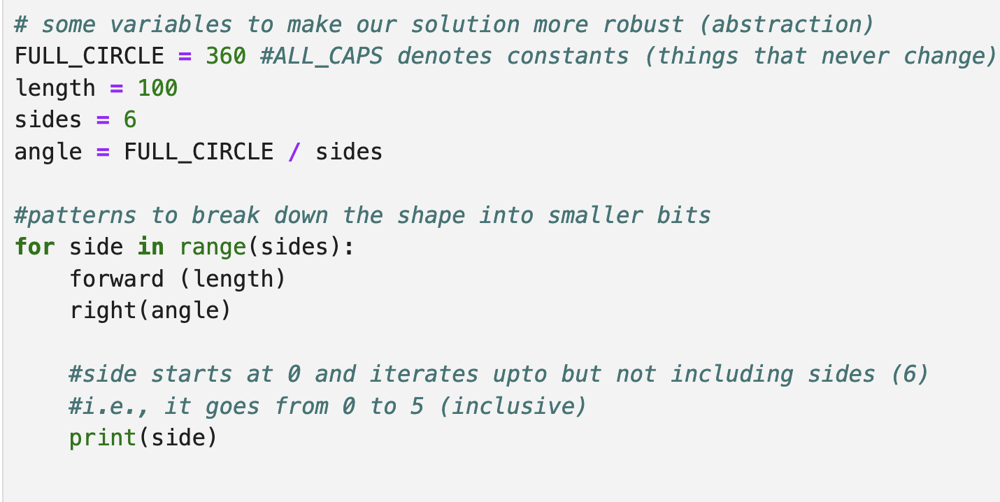 # some variables to make our solution more robust (abstraction)
FULL_CIRCLE = 360 #ALL_CAPS denotes constants (things that never change)
length = 100
sides = 6
angle = FULL_CIRCLE / sides

#patterns to break down the shape into smaller bits
for side in range(sides):
    forward (length)
    right(angle)

    #side starts at 0 and iterates upto but not including sides (6)
    #i.e., it goes from 0 to 5 (inclusive)
    print(side)